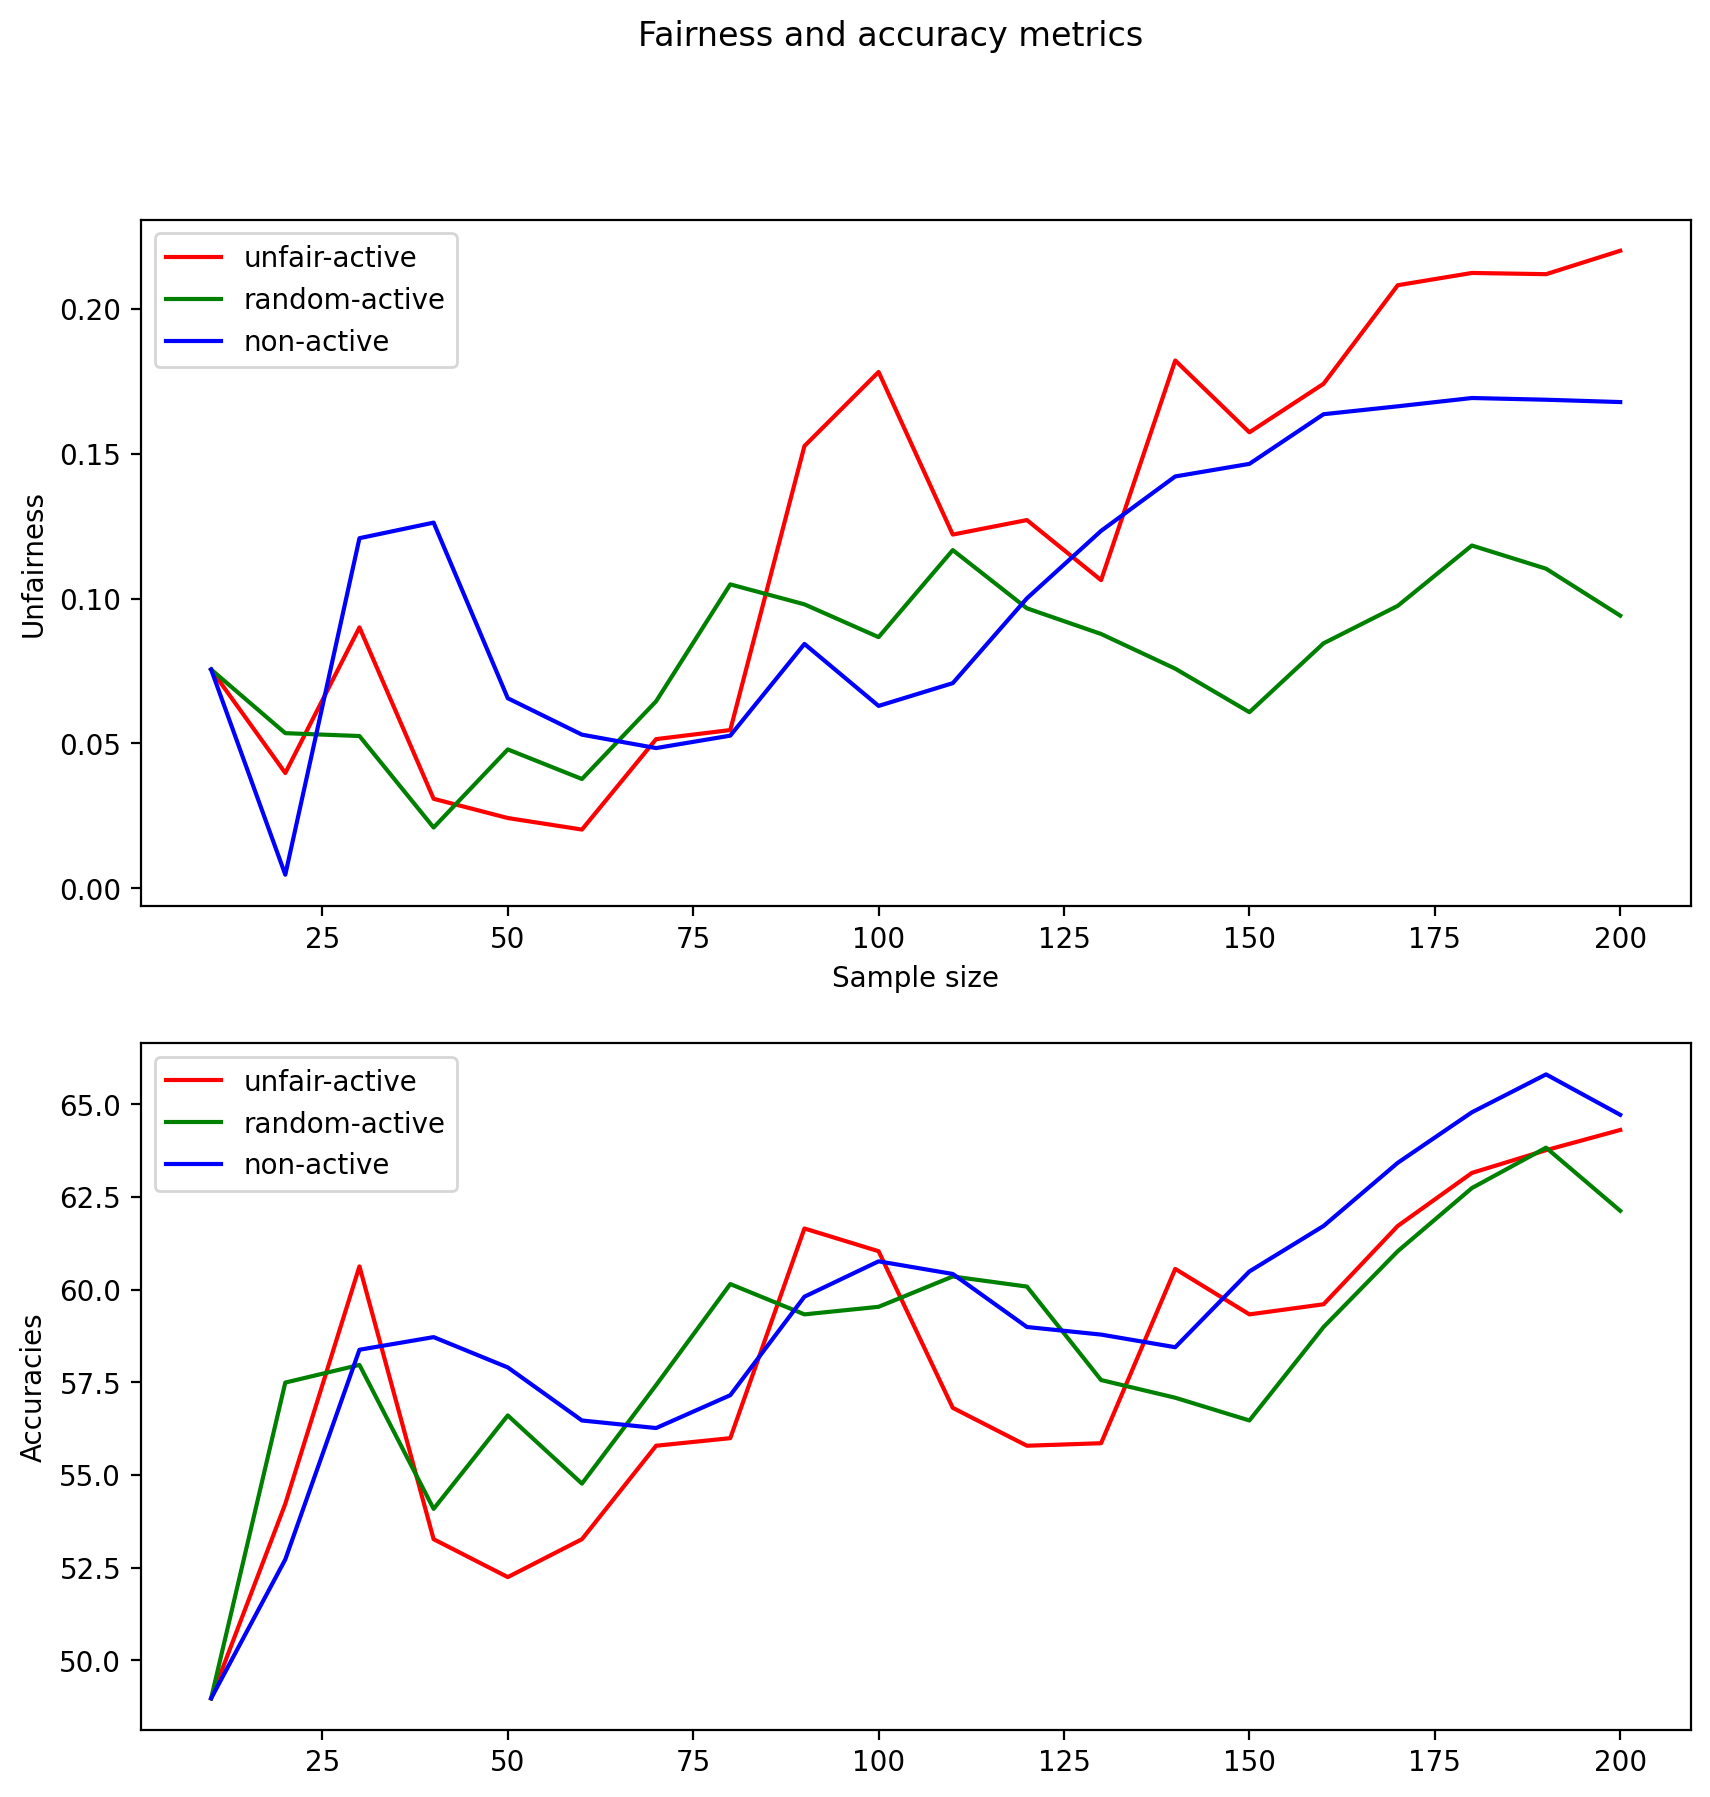 Fairness and accuracy metrics
unfair-active
random-active
non-active
0.20
0.15
0.10
0.05
0.00
Unfairness
25 50 75 100 125 150 175 200
Sample size
unfair-active
random-active
non-active
65.0
62.5
60.0
57.5
55.0
52.5
50.0
Accuracies
25 50 75 100 125 150 175 200